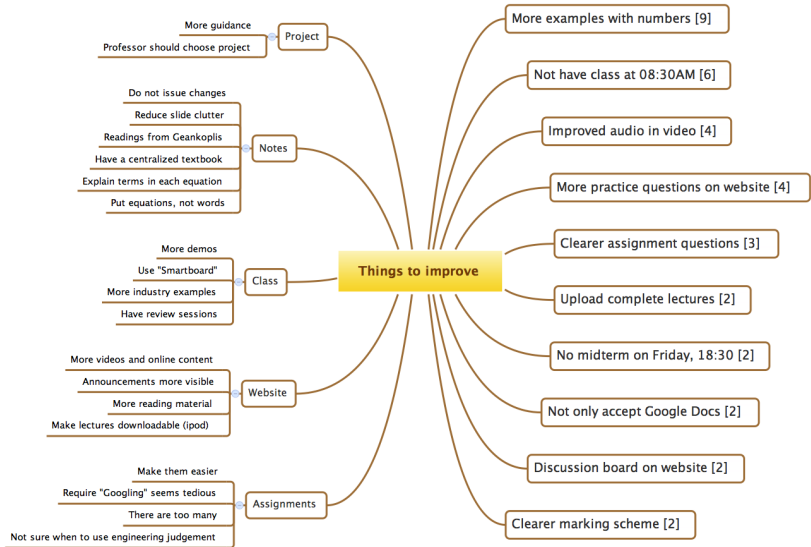 Things to improve
Project
More guidance
Professor should choose project
Notes
Do not issue changes
Reduce slide clutter
Readings from Geankoplis
Have a centralized textbook
Explain terms in each equation
Put equations, not words
Class
More demos
Use "Smartboard"
More industry examples
Have review sessions
Website
More videos and online content
Announcements more visible
More reading material
Make lectures downloadable (ipod)
Assignments
Make them easier
Require "Googling" seems tedious
There are too many
Not sure when to use engineering judgement
More examples with numbers [9]
Not have class at 08:30AM [6]
Improved audio in video [4]
More practice questions on website [4]
Clearer assignment questions [3]
Upload complete lectures [2]
No midterm on Friday, 18:30 [2]
Not only accept Google Docs [2]
Discussion board on website [2]
Clearer marking scheme [2]